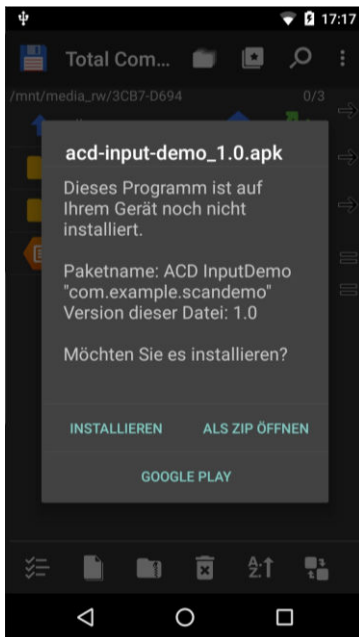 17:17
Total Com...
/mnt/media_rw/3CB7-D694 0/3
acd-input-demo_1.0.apk
Dieses Programm ist auf
Ihrem Gerät noch nicht
installiert.
Paketname: ACD InputDemo
"com.example.scandemo"
Version dieser Datei: 1.0
Möchten Sie es installieren?
INSTALLIEREN ALS ZIP ÖFFNEN
GOOGLE PLAY
A
Z